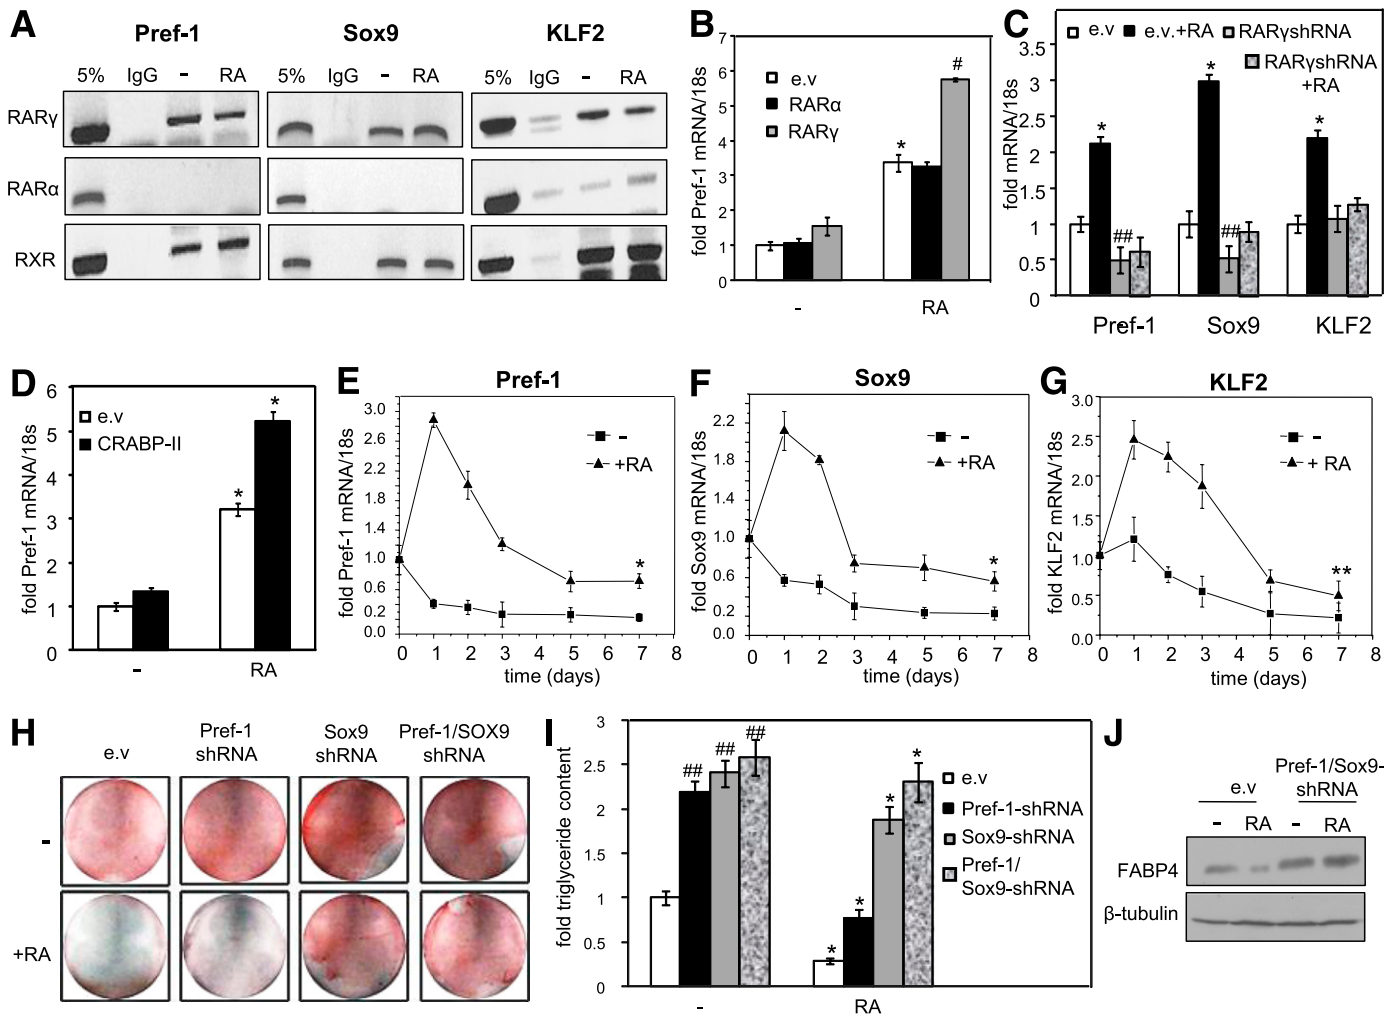 A
Pref-1 Sox9 KLF2
5% IgG - RA 5% IgG - RA 5% IgG - RA
RARγ
RARα
RXR
B
fold Pref-1 mRNA/18s
7
6
5
4
3
2
1
0
e.v
RARα
RARγ
* #
- RA
C
fold mRNA/18s
3.5
3
2.5
2
1.5
1
0.5
0
e.v e.v.+RA RARγshRNA
RARγshRNA
+RA
* * *
## ##
Pref-1 Sox9 KLF2
D
fold Pref-1 mRNA/18s
6
5
4
3
2
1
0
e.v
CRABP-II
* *
- RA
E
Pref-1
fold Pref-1 mRNA/18s
3.0
2.6
2.2
1.8
1.4
1.0
0.6
0.2
0.0
-
+RA
*
0 1 2 3 4 5 6 7 8
time (days)
F
Sox9
fold Sox9 mRNA/18s
2.2
1.8
1.4
1.0
0.6
0.2
0.0
-
+RA
*
0 1 2 3 4 5 6 7 8
time (days)
G
KLF2
fold KLF2 mRNA/18s
3.0
2.5
2.0
1.5
1.0
0.5
0.0
-
+ RA
**
0 1 2 3 4 5 6 7 8
time (days)
H
e.v
Pref-1
shRNA
Sox9
shRNA
Pref-1/SOX9
shRNA
-
+RA
I
fold triglyceride content
3
2.5
2
1.5
1
0.5
0
## ## ##
* * * *
e.v
Pref-1-shRNA
Sox9-shRNA
Pref-1/
Sox9-shRNA
- RA
J
Pref-1/Sox9-
shRNA
e.v
- RA - RA
FABP4
β-tubulin